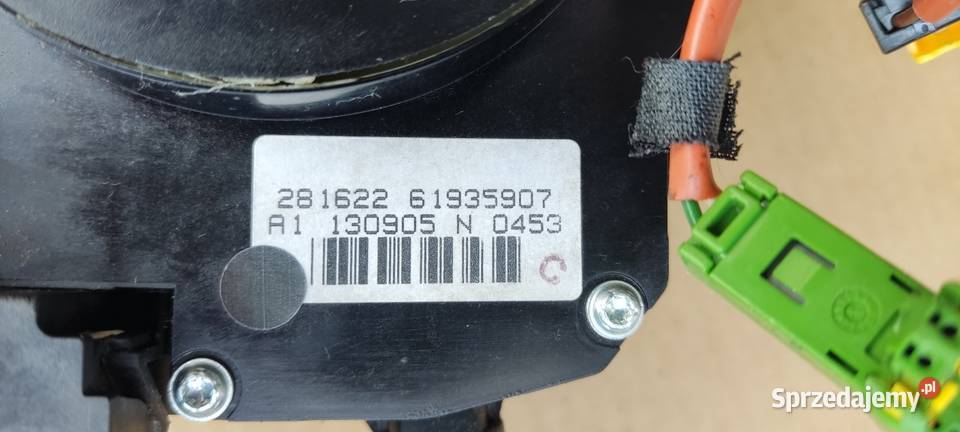 281622 61935907
A1 130905 N 0453
C
Sprzedajemy.pl